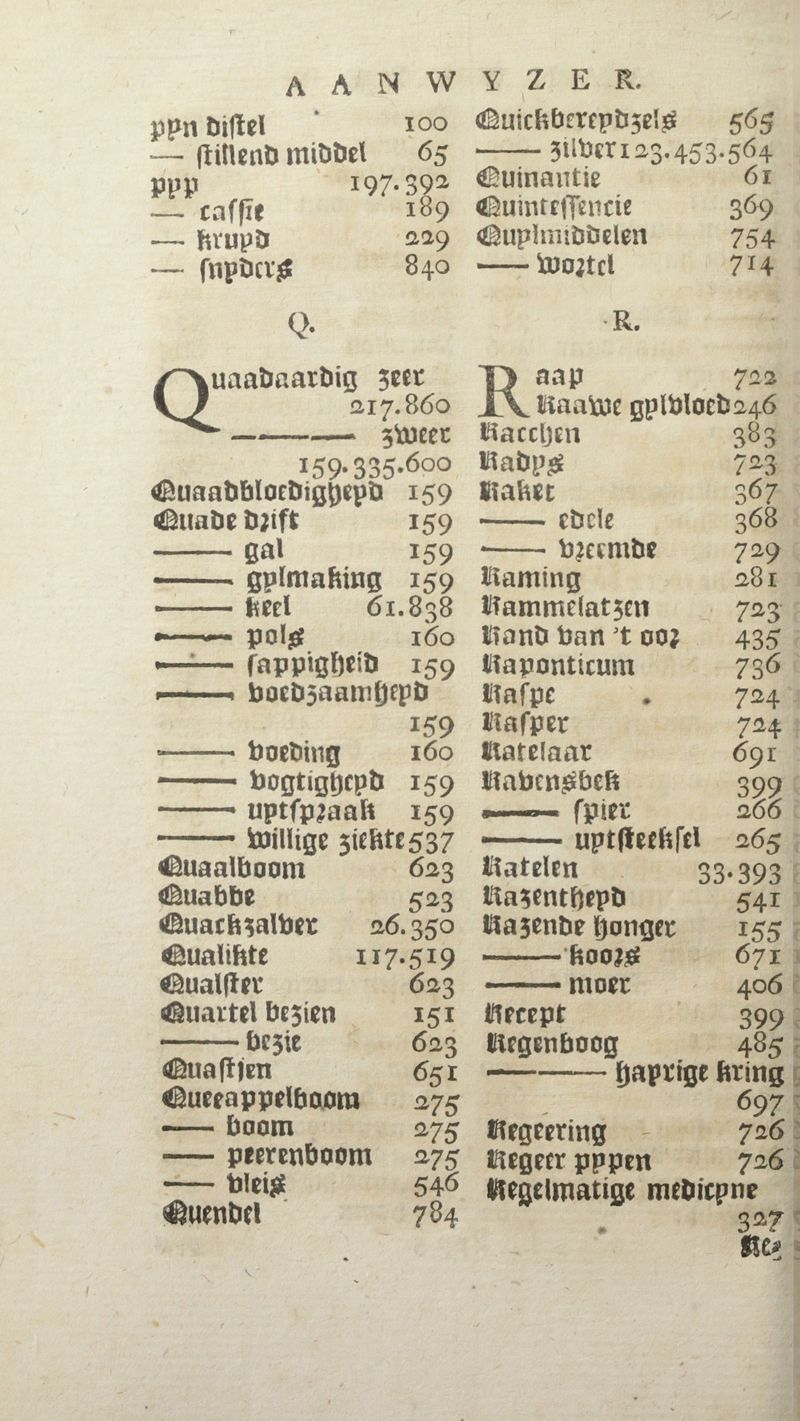 AANWYZER.
pyn distel 100
— stillend middel 65
pyp 197.392
— cassie 189
— kruyd 229
— snyders 840
Q.
Quaadaardig zeer
217.860
——— zweer
159.335.600
Quaadbloedigheyd 159
Quade drift 159
—— gal 159
—— gylmaking 159
—— keel 61.838
—— pols 160
—— sappigheid 159
—— voedzaamheyd
159
—— voeding 160
—— vogtigheyd 159
—— uytspraak 159
—— willige ziekte 537
Quaalboom 623
Quabbe 523
Quackzalver 26.350
Qualikte 117.519
Qualster 623
Quartel bezien 151
—— bezie 623
Quastjen 651
Queeappelboom 275
—— boom 275
—— peerenboom 275
—— vleis 546
Quendel 784
Quickbereydzels 565
—— zilver 123.453.564
Quinantie 61
Quintessencie 369
Quylmiddelen 754
—— wortel 714
R.
Raap 722
Raawe gylbloed 246
Racchen 383
Radys 723
Raket 367
—— edele 368
—— vreemde 729
Raming 281
Rammelatzen 723
Rand van 't oor 435
Raponticum 736
Raspe 724
Rasper 724
Ratelaar 691
Ravensbek 399
—— spier 266
—— uytsteeksel 265
Ratelen 33.393
Razentheyd 541
Razende honger 155
—— koors 671
—— moer 406
Recept 399
Regenboog 485
——— hayrige kring
697
Regeering 726
Regeer pypen 726
Regelmatige medicyne
327
Re-